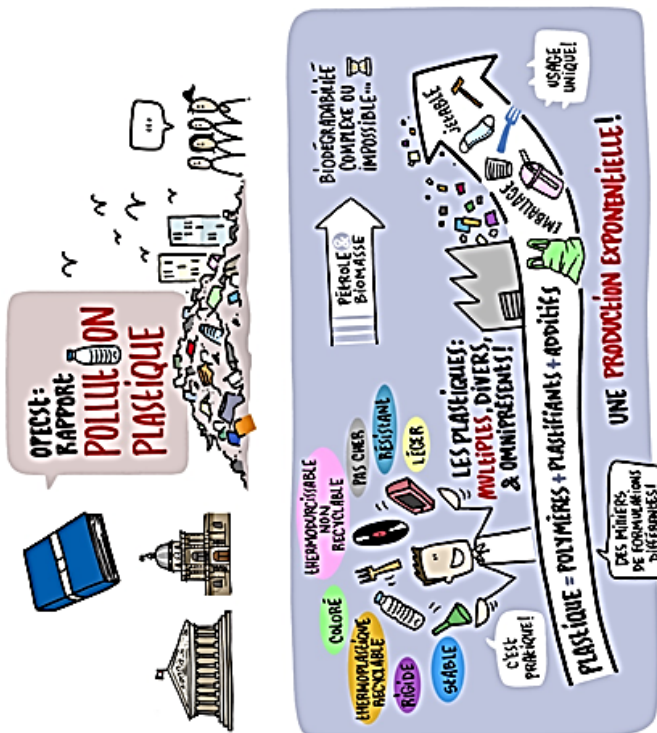 OPECST:
RAPPORT
POLLUTION
PLASTIQUE
...
THERMODURCISSABLE
NON
RECYCLABLE
COLORÉ
THERMOPLASTIQUE
RECYCLABLE
RIGIDE
STABLE
PAS CHER
RÉSISTANT
LÉGER
C'EST
PRATIQUE!
LES PLASTIQUES:
MULTIPLES, DIVERS,
& OMNIPRÉSENTS!
PÉTROLE &
BIOMASSE
BIODÉGRADABILITÉ
COMPLEXE OU
IMPOSSIBLE...
PLASTIQUE = POLYMÈRES + PLASTIFIANTS + ADDITIFS
EMBALLAGE
JETABLE
USAGE
UNIQUE!
DES MILLIERS
DE FORMULATIONS
DIFFÉRENTES!
UNE PRODUCTION EXPONENTIELLE!